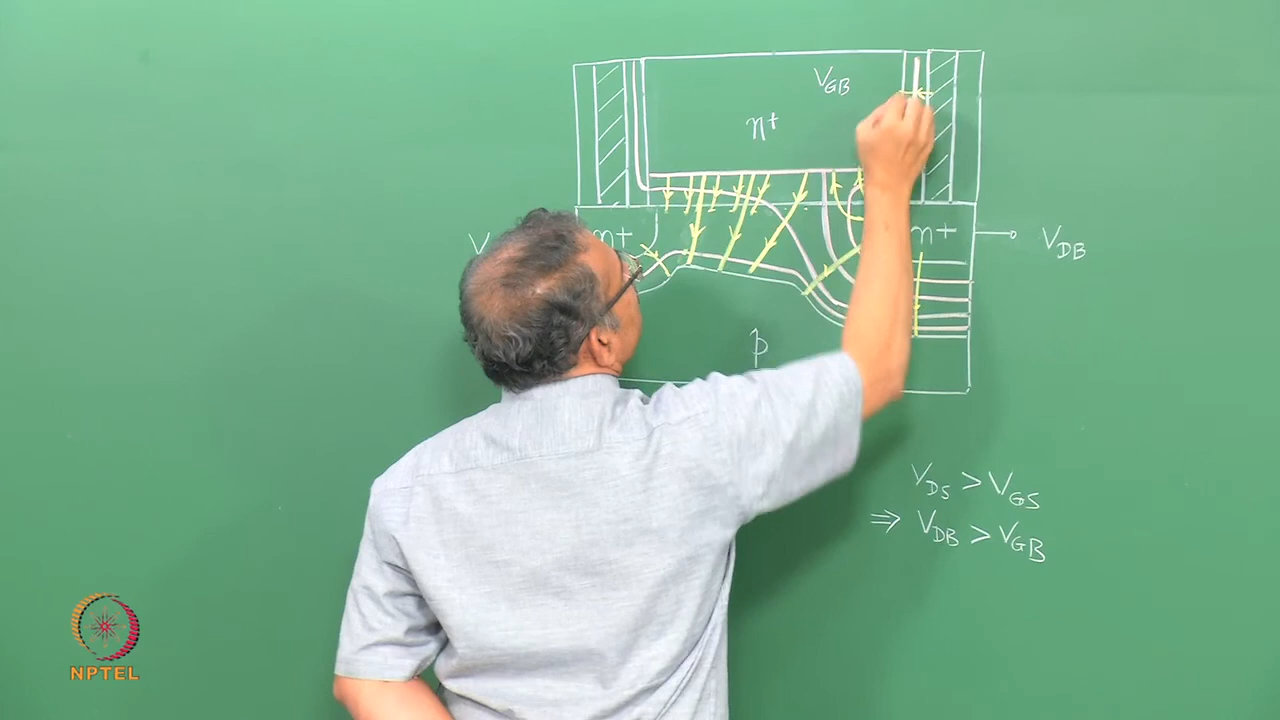 V_GB
n+
n+
n+
V
V_DB
p
V_DS > V_GS
⇒ V_DB > V_GB
NPTEL